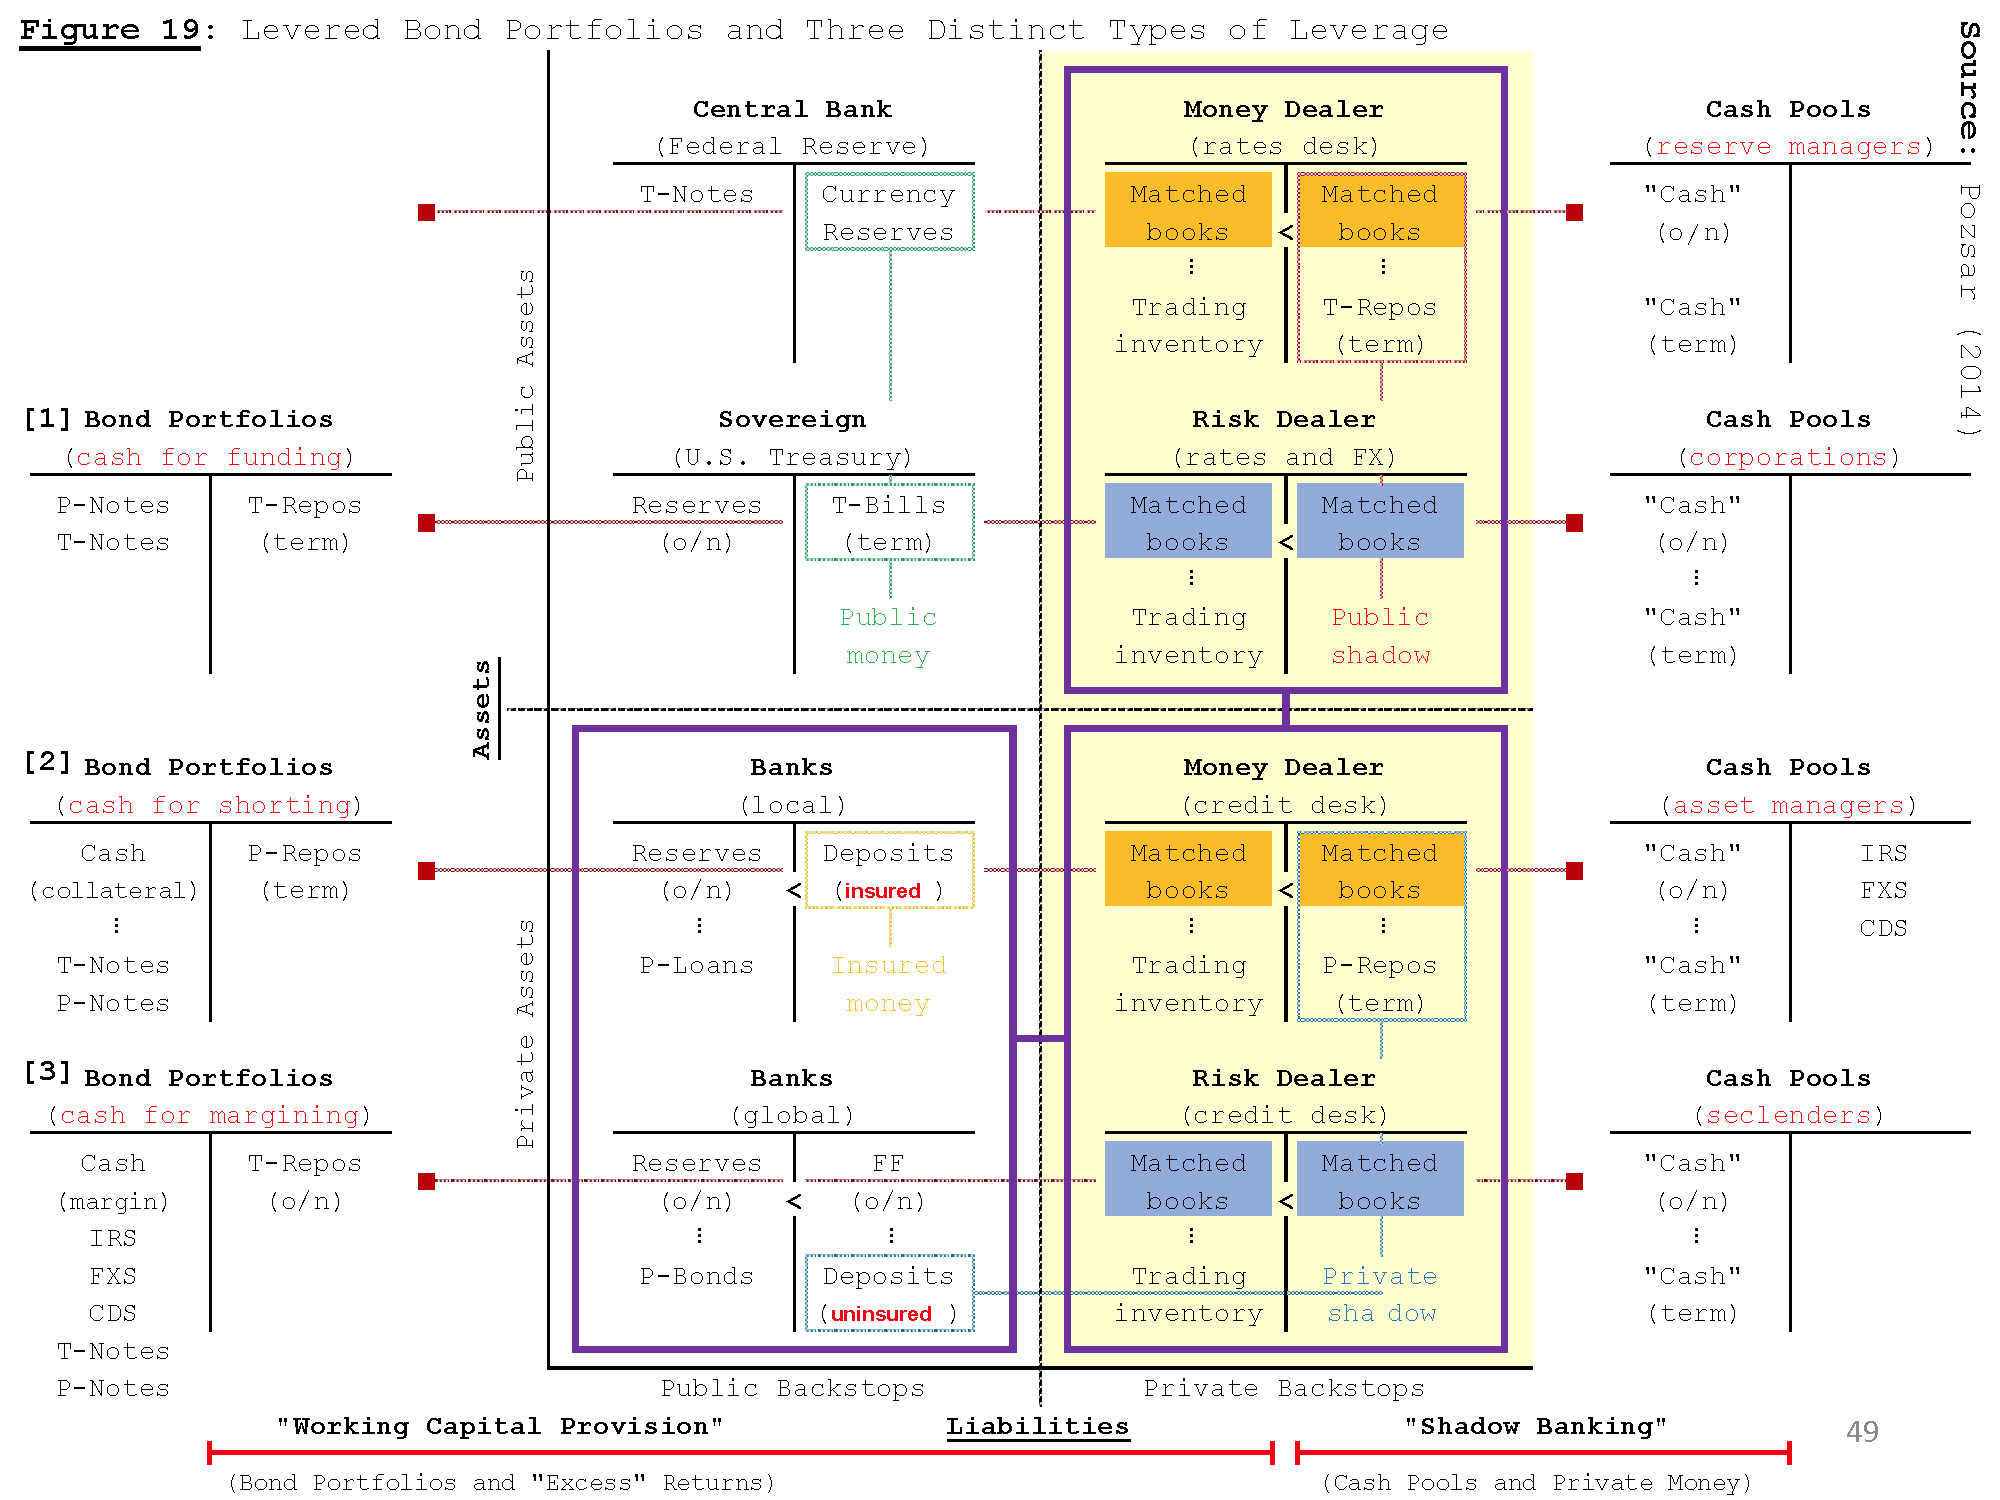 Figure 19: Levered Bond Portfolios and Three Distinct Types of Leverage
Source: Pozsar (2014)
Public Assets
Assets
Private Assets
[1] Bond Portfolios
(cash for funding)
P-Notes
T-Notes
T-Repos
(term)
[2] Bond Portfolios
(cash for shorting)
Cash
(collateral)
⋮
T-Notes
P-Notes
P-Repos
(term)
[3] Bond Portfolios
(cash for margining)
Cash
(margin)
IRS
FXS
CDS
T-Notes
P-Notes
T-Repos
(o/n)
Central Bank
(Federal Reserve)
T-Notes
Currency
Reserves
Sovereign
(U.S. Treasury)
Reserves
(o/n)
T-Bills
(term)
Public
money
Banks
(local)
Reserves
(o/n)
⋮
P-Loans
<
Deposits
(insured )
Insured
money
Banks
(global)
Reserves
(o/n)
⋮
P-Bonds
<
FF
(o/n)
⋮
Deposits
(uninsured )
Money Dealer
(rates desk)
Matched
books
⋮
Trading
inventory
<
Matched
books
⋮
T-Repos
(term)
Risk Dealer
(rates and FX)
Matched
books
⋮
Trading
inventory
<
Matched
books
Public
shadow
Money Dealer
(credit desk)
Matched
books
⋮
Trading
inventory
<
Matched
books
⋮
P-Repos
(term)
Risk Dealer
(credit desk)
Matched
books
⋮
Trading
inventory
<
Matched
books
Private
sha dow
Cash Pools
(reserve managers)
"Cash"
(o/n)
"Cash"
(term)
Cash Pools
(corporations)
"Cash"
(o/n)
⋮
"Cash"
(term)
Cash Pools
(asset managers)
"Cash"
(o/n)
⋮
"Cash"
(term)
IRS
FXS
CDS
Cash Pools
(seclenders)
"Cash"
(o/n)
⋮
"Cash"
(term)
Public Backstops
Private Backstops
"Working Capital Provision"
Liabilities
"Shadow Banking"
49
(Bond Portfolios and "Excess" Returns)
(Cash Pools and Private Money)